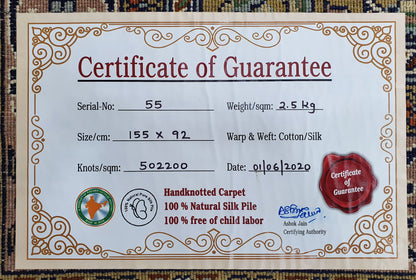 Certificate of Guarantee
Serial-No: 55 Weight/sqm: 2.5 kg
Size/cm: 155 x 92 Warp & Weft: Cotton/Silk
Knots/sqm: 502200 Date: 01/06/2020
Certificate
of
Guarantee
Handknotted Carpet
100 % Natural Silk Pile
100 % free of child labor
Ashok Jain
Certifying Authority